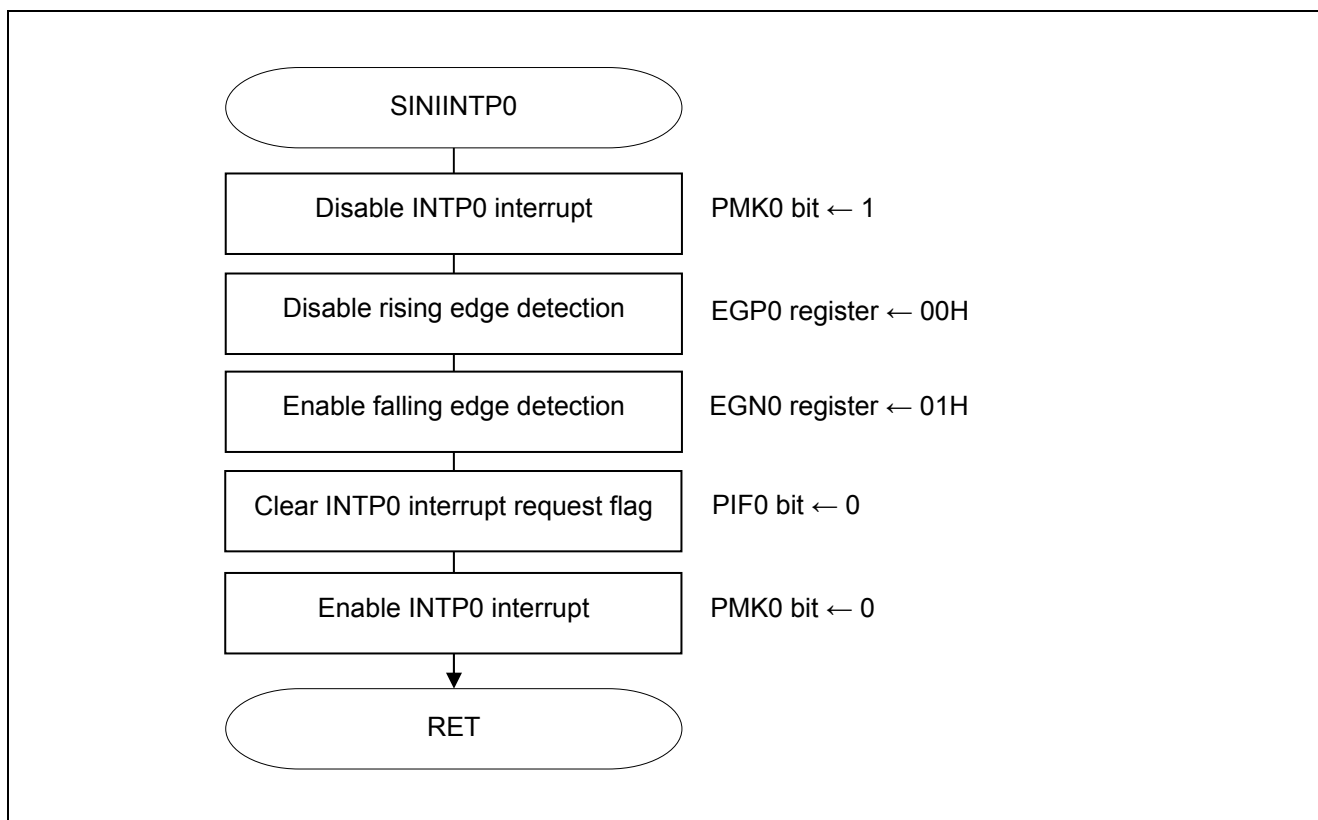 SINIINTP0
Disable INTP0 interrupt
PMK0 bit ← 1
Disable rising edge detection
EGP0 register ← 00H
Enable falling edge detection
EGN0 register ← 01H
Clear INTP0 interrupt request flag
PIF0 bit ← 0
Enable INTP0 interrupt
PMK0 bit ← 0
RET